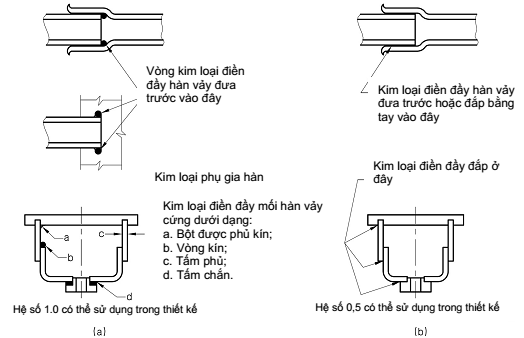 Vòng kim loại điền
đầy hàn vảy đưa
trước vào đây
Kim loại phụ gia hàn
Kim loại điền đầy mối hàn vảy
cứng dưới dạng:
a. Bột được phủ kín;
b. Vòng kín;
c. Tấm phủ;
d. Tấm chắn.
a
b
c
d
Hệ số 1.0 có thể sử dụng trong thiết kế
(a)
Kim loại điền đầy hàn vảy
đưa trước hoặc đắp bằng
tay vào đây
Kim loại điền đầy đắp ở
đây
Hệ số 0,5 có thể sử dụng trong thiết kế
(b)